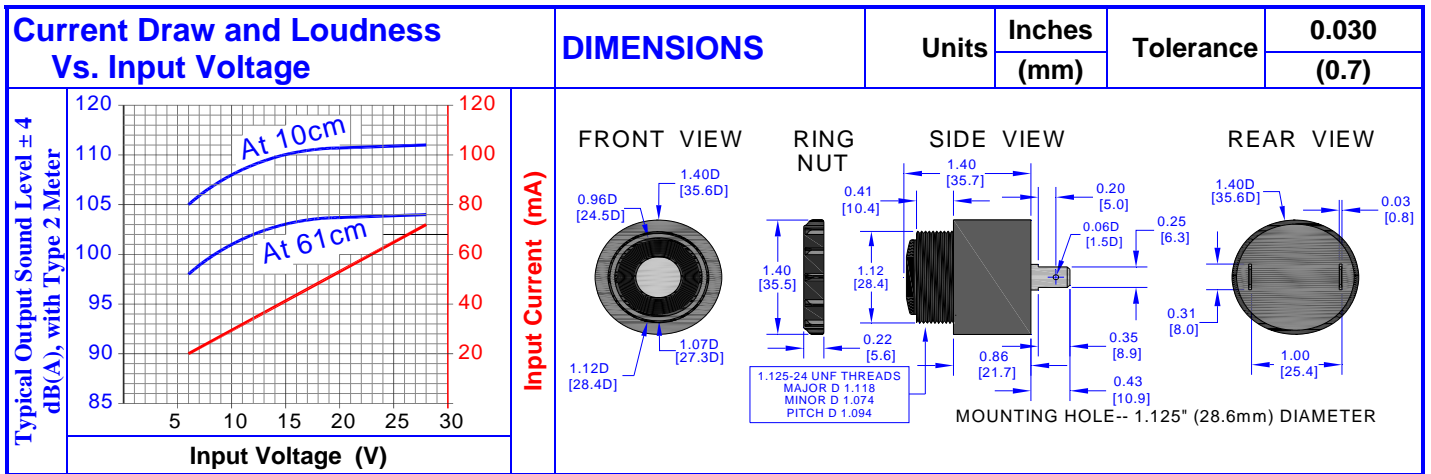 Current Draw and Loudness
Vs. Input Voltage
DIMENSIONS
Units
Inches
(mm)
Tolerance
0.030
(0.7)
Typical Output Sound Level ± 4
dB(A), with Type 2 Meter
120
110
105
100
95
90
85
At 10cm
At 61cm
120
100
80
60
40
20
Input Current (mA)
5 10 15 20 25 30
Input Voltage (V)
FRONT VIEW
1.40D
[35.6D]
0.96D
[24.5D]
1.07D
[27.3D]
1.12D
[28.4D]
RING
NUT
1.40
[35.5]
0.22
[5.6]
SIDE VIEW
1.40
[35.7]
0.41
[10.4]
0.20
[5.0]
0.06D
[1.5D]
0.25
[6.3]
1.12
[28.4]
0.35
[8.9]
0.86
[21.7]
0.43
[10.9]
1.125-24 UNF THREADS
MAJOR D 1.118
MINOR D 1.074
PITCH D 1.094
REAR VIEW
1.40D
[35.6D]
0.03
[0.8]
0.31
[8.0]
1.00
[25.4]
MOUNTING HOLE-- 1.125" (28.6mm) DIAMETER